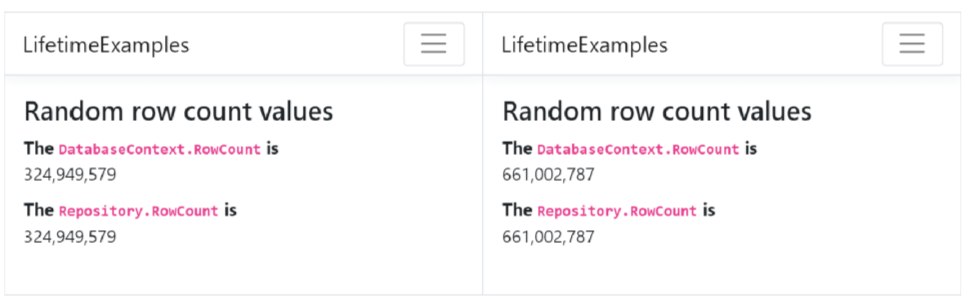 LifetimeExamples
Random row count values
The DatabaseContext.RowCount is
324,949,579
The Repository.RowCount is
324,949,579
LifetimeExamples
Random row count values
The DatabaseContext.RowCount is
661,002,787
The Repository.RowCount is
661,002,787